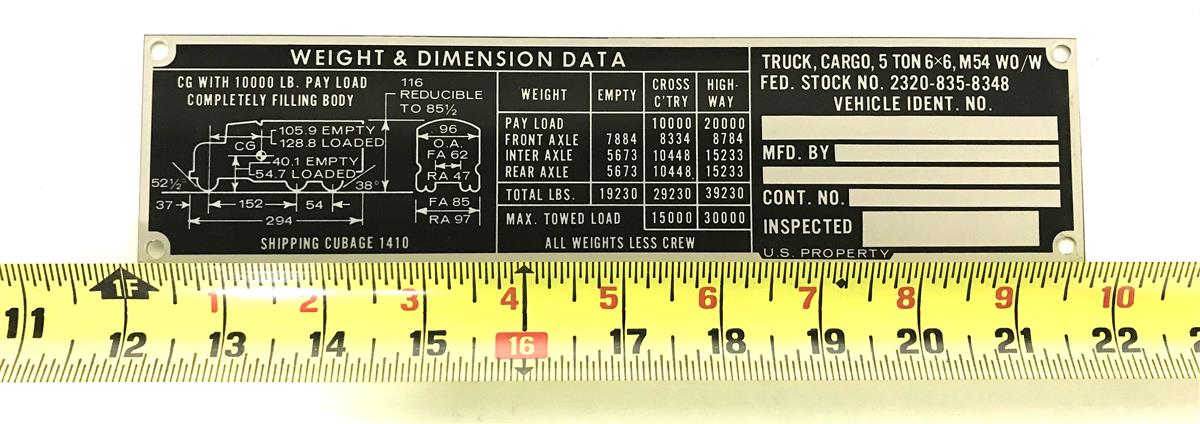 WEIGHT & DIMENSION DATA
CG WITH 10000 LB. PAY LOAD
COMPLETELY FILLING BODY
116
REDUCIBLE
TO 85½
105.9 EMPTY
128.8 LOADED
CG
40.1 EMPTY
54.7 LOADED
52½°
38°
37
152
54
294
96
O.A.
FA 62
RA 47
FA 85
RA 97
SHIPPING CUBAGE 1410
WEIGHT EMPTY CROSS C'TRY HIGH-WAY
PAY LOAD 10000 20000
FRONT AXLE 7884 8334 8784
INTER AXLE 5673 10448 15233
REAR AXLE 5673 10448 15233
TOTAL LBS. 19230 29230 39230
MAX. TOWED LOAD 15000 30000
ALL WEIGHTS LESS CREW
TRUCK, CARGO, 5 TON 6×6, M54 WO/W
FED. STOCK NO. 2320-835-8348
VEHICLE IDENT. NO.
MFD. BY
CONT. NO.
INSPECTED
U.S. PROPERTY
1F 1 2 3 4 5 6 7 8 9 10
11 12 13 14 15 16 17 18 19 20 21 22